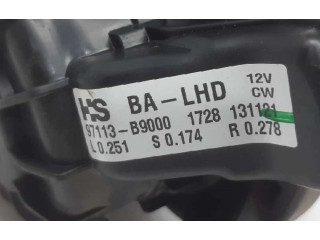 HS BA-LHD 12V
CW
97113-B9000 1728 131121
L 0.251 S 0.174 R 0.278